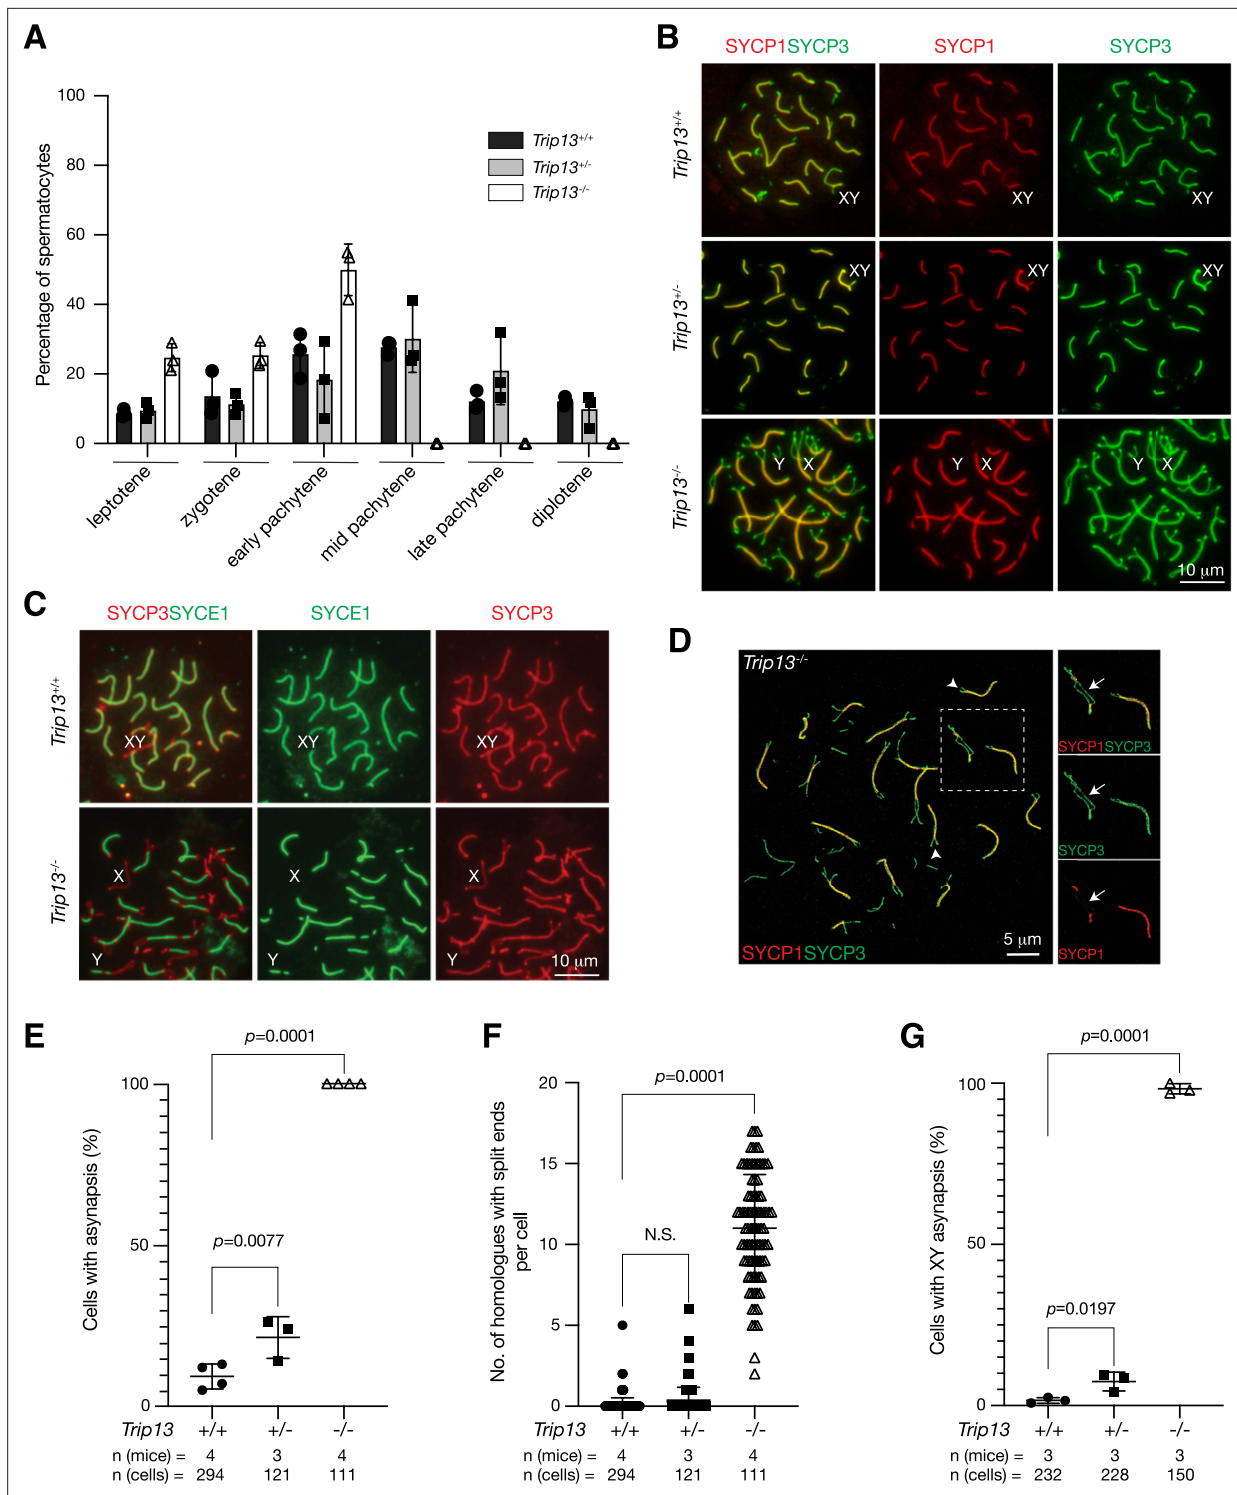 A
Percentage of spermatocytes
100
80
60
40
20
0
Trip13+/+
Trip13+/-
Trip13-/-
leptotene
zygotene
early pachytene
mid pachytene
late pachytene
diplotene
B
SYCP1SYCP3
SYCP1
SYCP3
Trip13+/+
XY
XY
XY
Trip13+/-
XY
XY
XY
Trip13-/-
Y
X
Y
X
Y
X
10 μm
C
SYCP3SYCE1
SYCE1
SYCP3
Trip13+/+
XY
XY
XY
Trip13-/-
X
X
X
Y
Y
Y
10 μm
D
Trip13-/-
SYCP1SYCP3
5 μm
SYCP1SYCP3
SYCP3
SYCP1
E
p=0.0001
p=0.0077
Cells with asynapsis (%)
100
50
0
Trip13 +/+ +/- -/-
n (mice) = 4 3 4
n (cells) = 294 121 111
F
p=0.0001
N.S.
No. of homologues with split ends
per cell
20
15
10
5
0
+/+ +/- -/-
4 3 4
294 121 111
G
p=0.0001
p=0.0197
Cells with XY asynapsis (%)
100
50
0
Trip13 +/+ +/- -/-
n (mice) = 3 3 3
n (cells) = 232 228 150